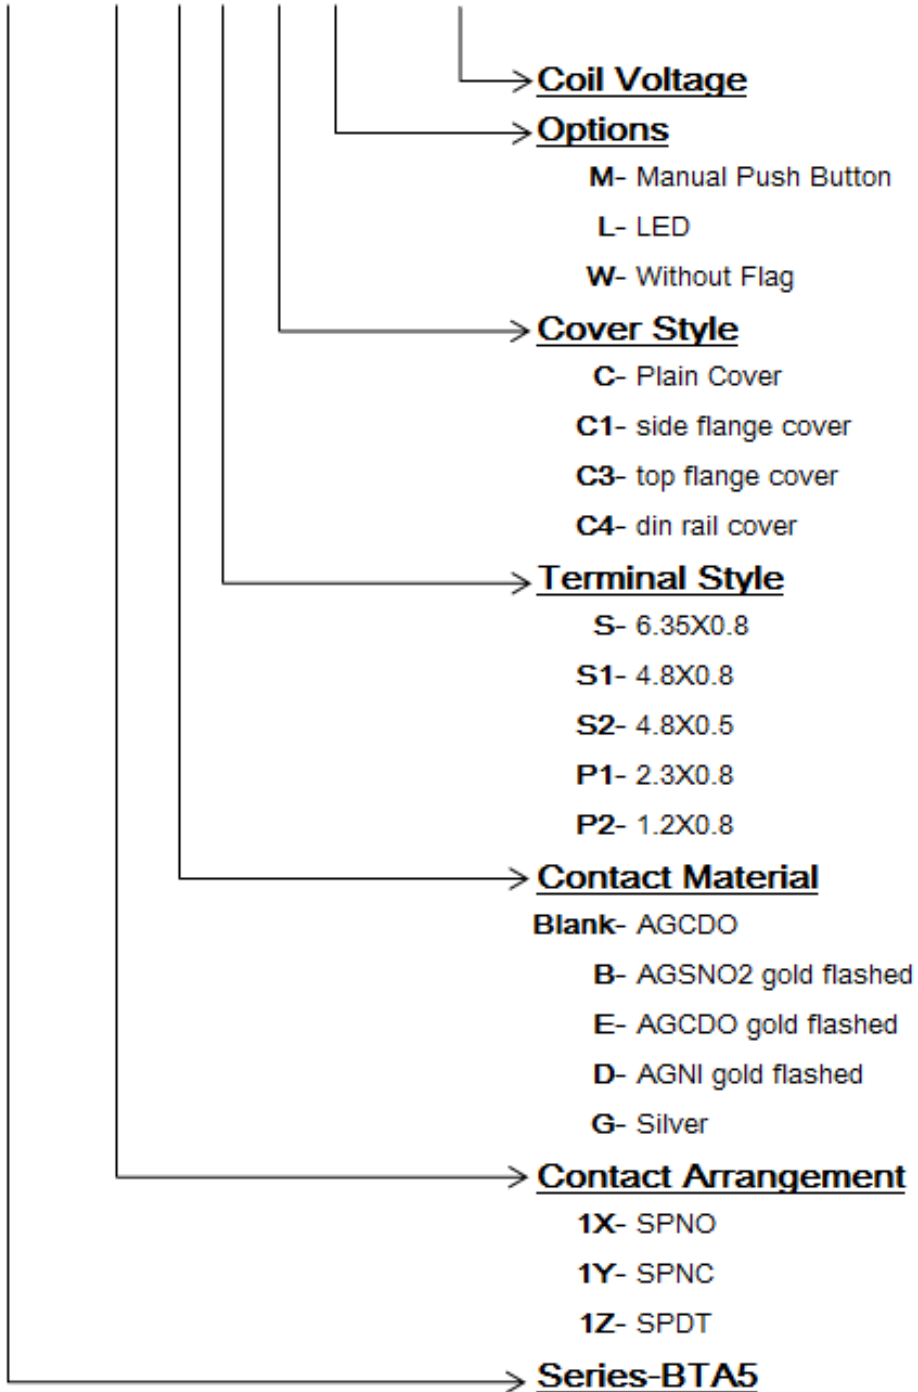 Coil Voltage
Options
M- Manual Push Button
L- LED
W- Without Flag
Cover Style
C- Plain Cover
C1- side flange cover
C3- top flange cover
C4- din rail cover
Terminal Style
S- 6.35X0.8
S1- 4.8X0.8
S2- 4.8X0.5
P1- 2.3X0.8
P2- 1.2X0.8
Contact Material
Blank- AGCDO
B- AGSNO2 gold flashed
E- AGCDO gold flashed
D- AGNI gold flashed
G- Silver
Contact Arrangement
1X- SPNO
1Y- SPNC
1Z- SPDT
Series-BTA5